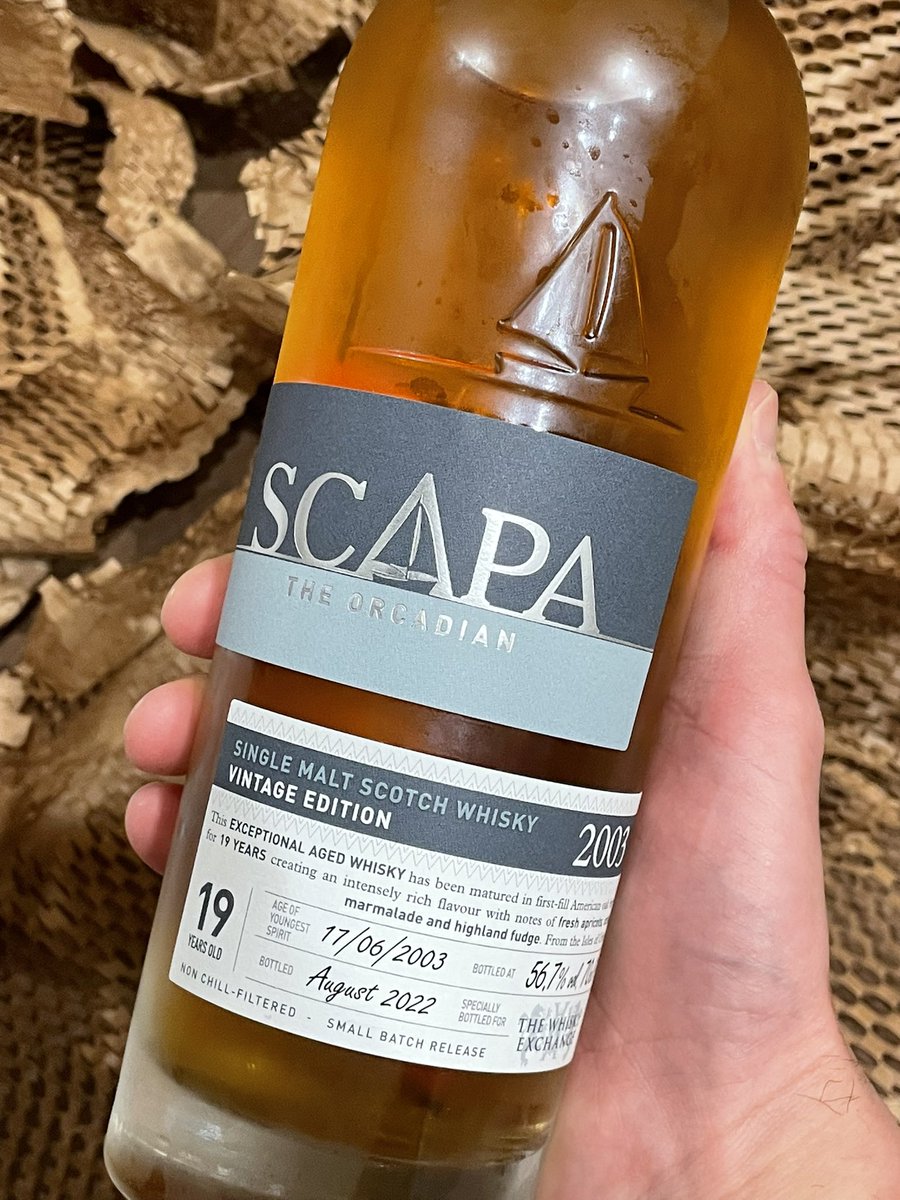 SCAPA
THE ORCADIAN
SINGLE MALT SCOTCH WHISKY
VINTAGE EDITION
2003
This EXCEPTIONAL AGED WHISKY has been matured in first-fill American oak
for 19 YEARS creating an intensely rich flavour with notes of fresh apricots,
marmalade and highland fudge. From the Isles of
19
YEARS OLD
AGE OF
YOUNGEST
SPIRIT
17/06/2003
BOTTLED
August 2022
BOTTLED AT
56,7% vol
SPECIALLY
BOTTLED FOR
THE WHISKY
EXCHANGE
NON CHILL-FILTERED - SMALL BATCH RELEASE